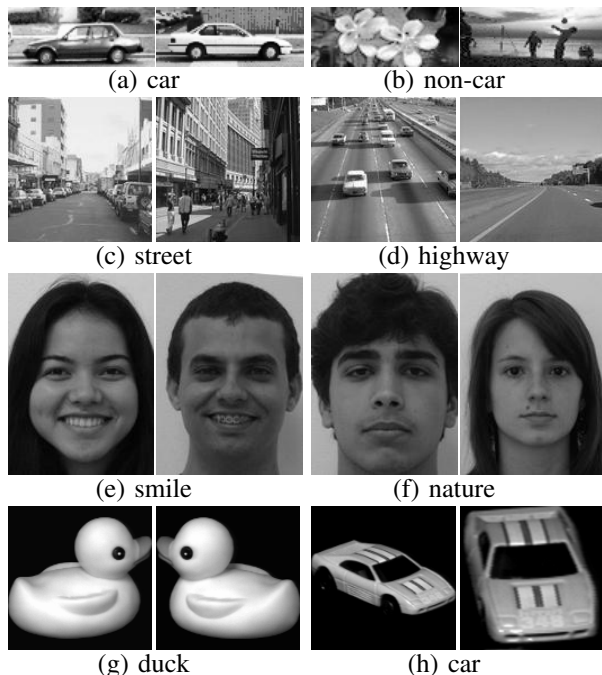 (a) car
(b) non-car
(c) street
(d) highway
(e) smile
(f) nature
(g) duck
(h) car